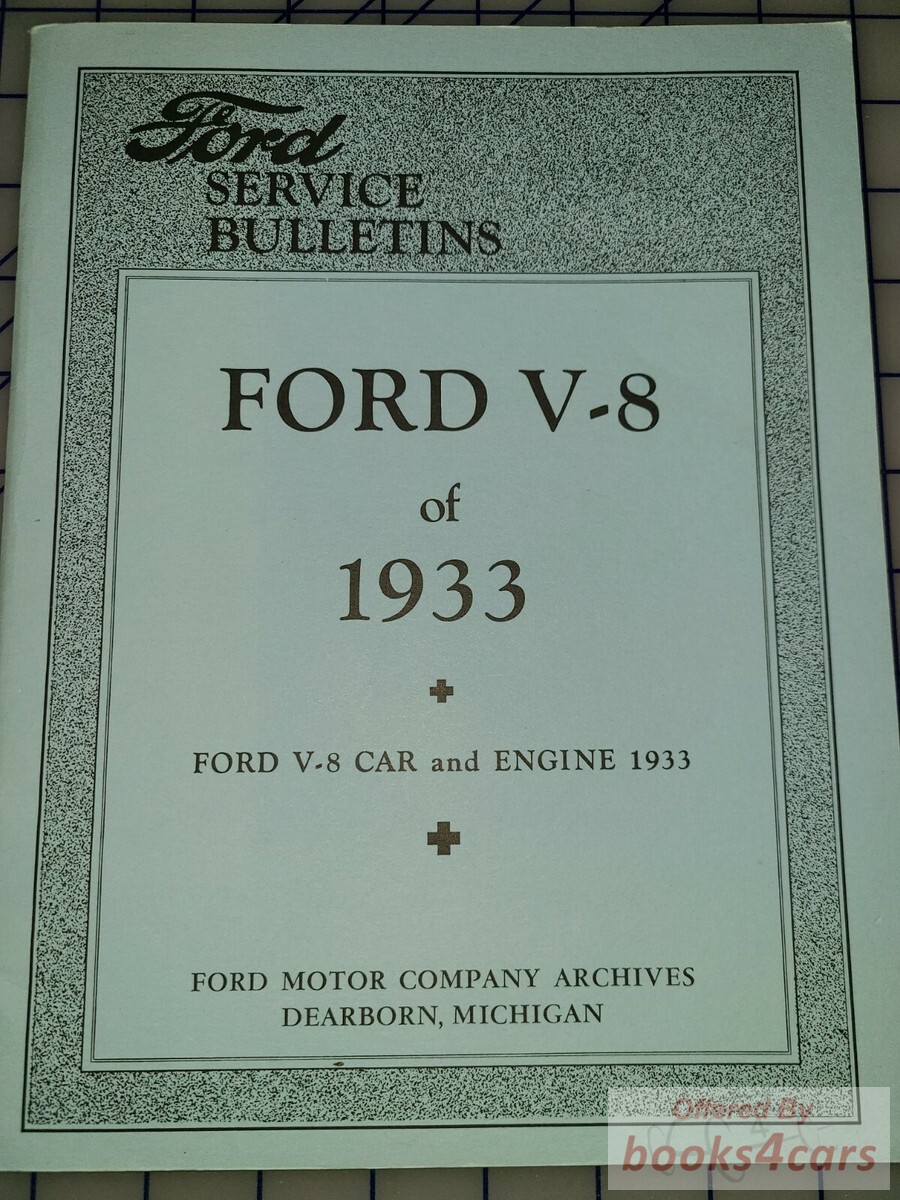 Ford
SERVICE
BULLETINS
FORD V-8
of
1933
FORD V-8 CAR and ENGINE 1933
FORD MOTOR COMPANY ARCHIVES
DEARBORN, MICHIGAN
Offered By
books4cars